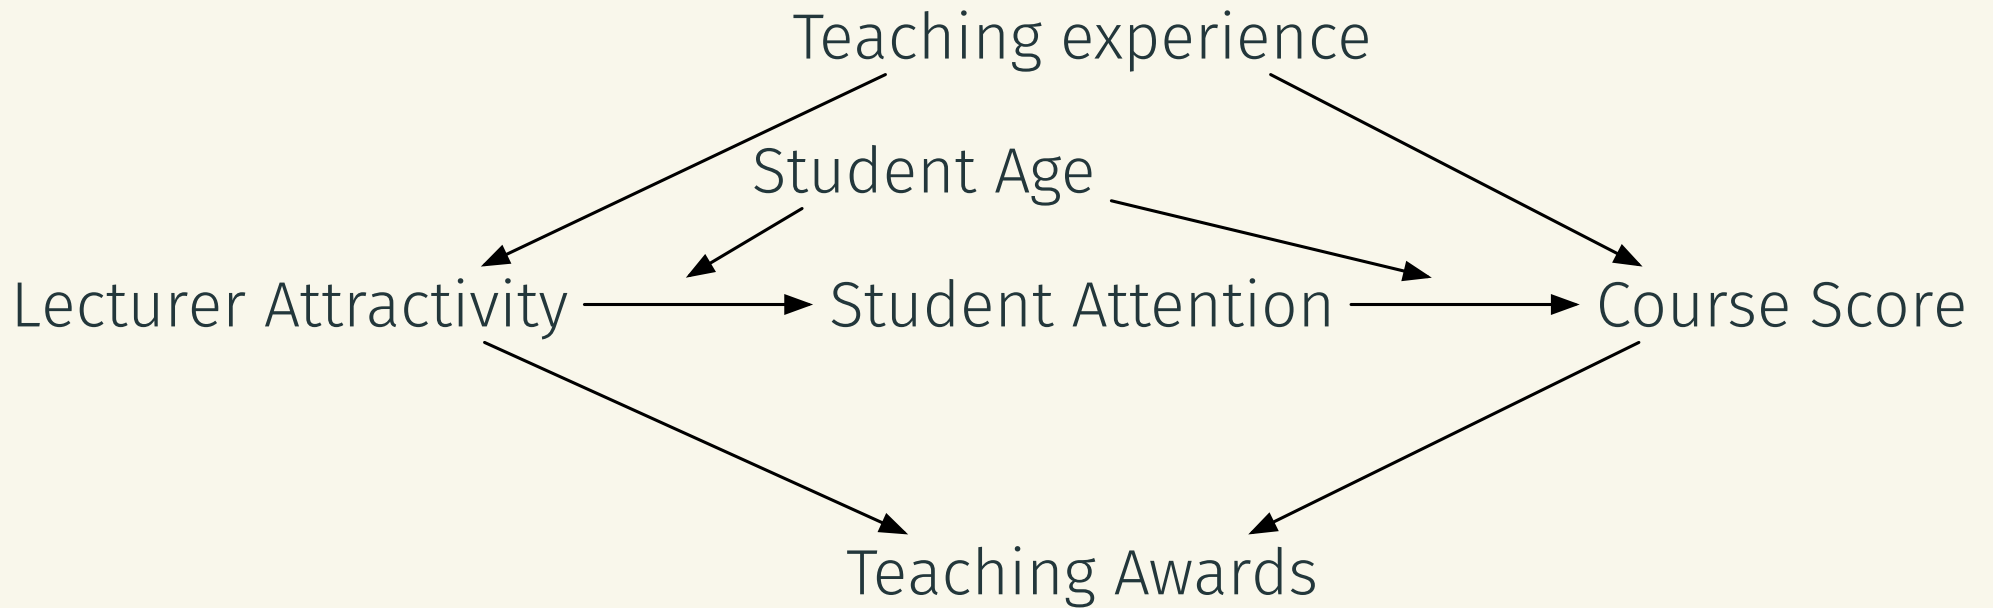 Teaching experience
Student Age
Lecturer Attractivity
Student Attention
Course Score
Teaching Awards